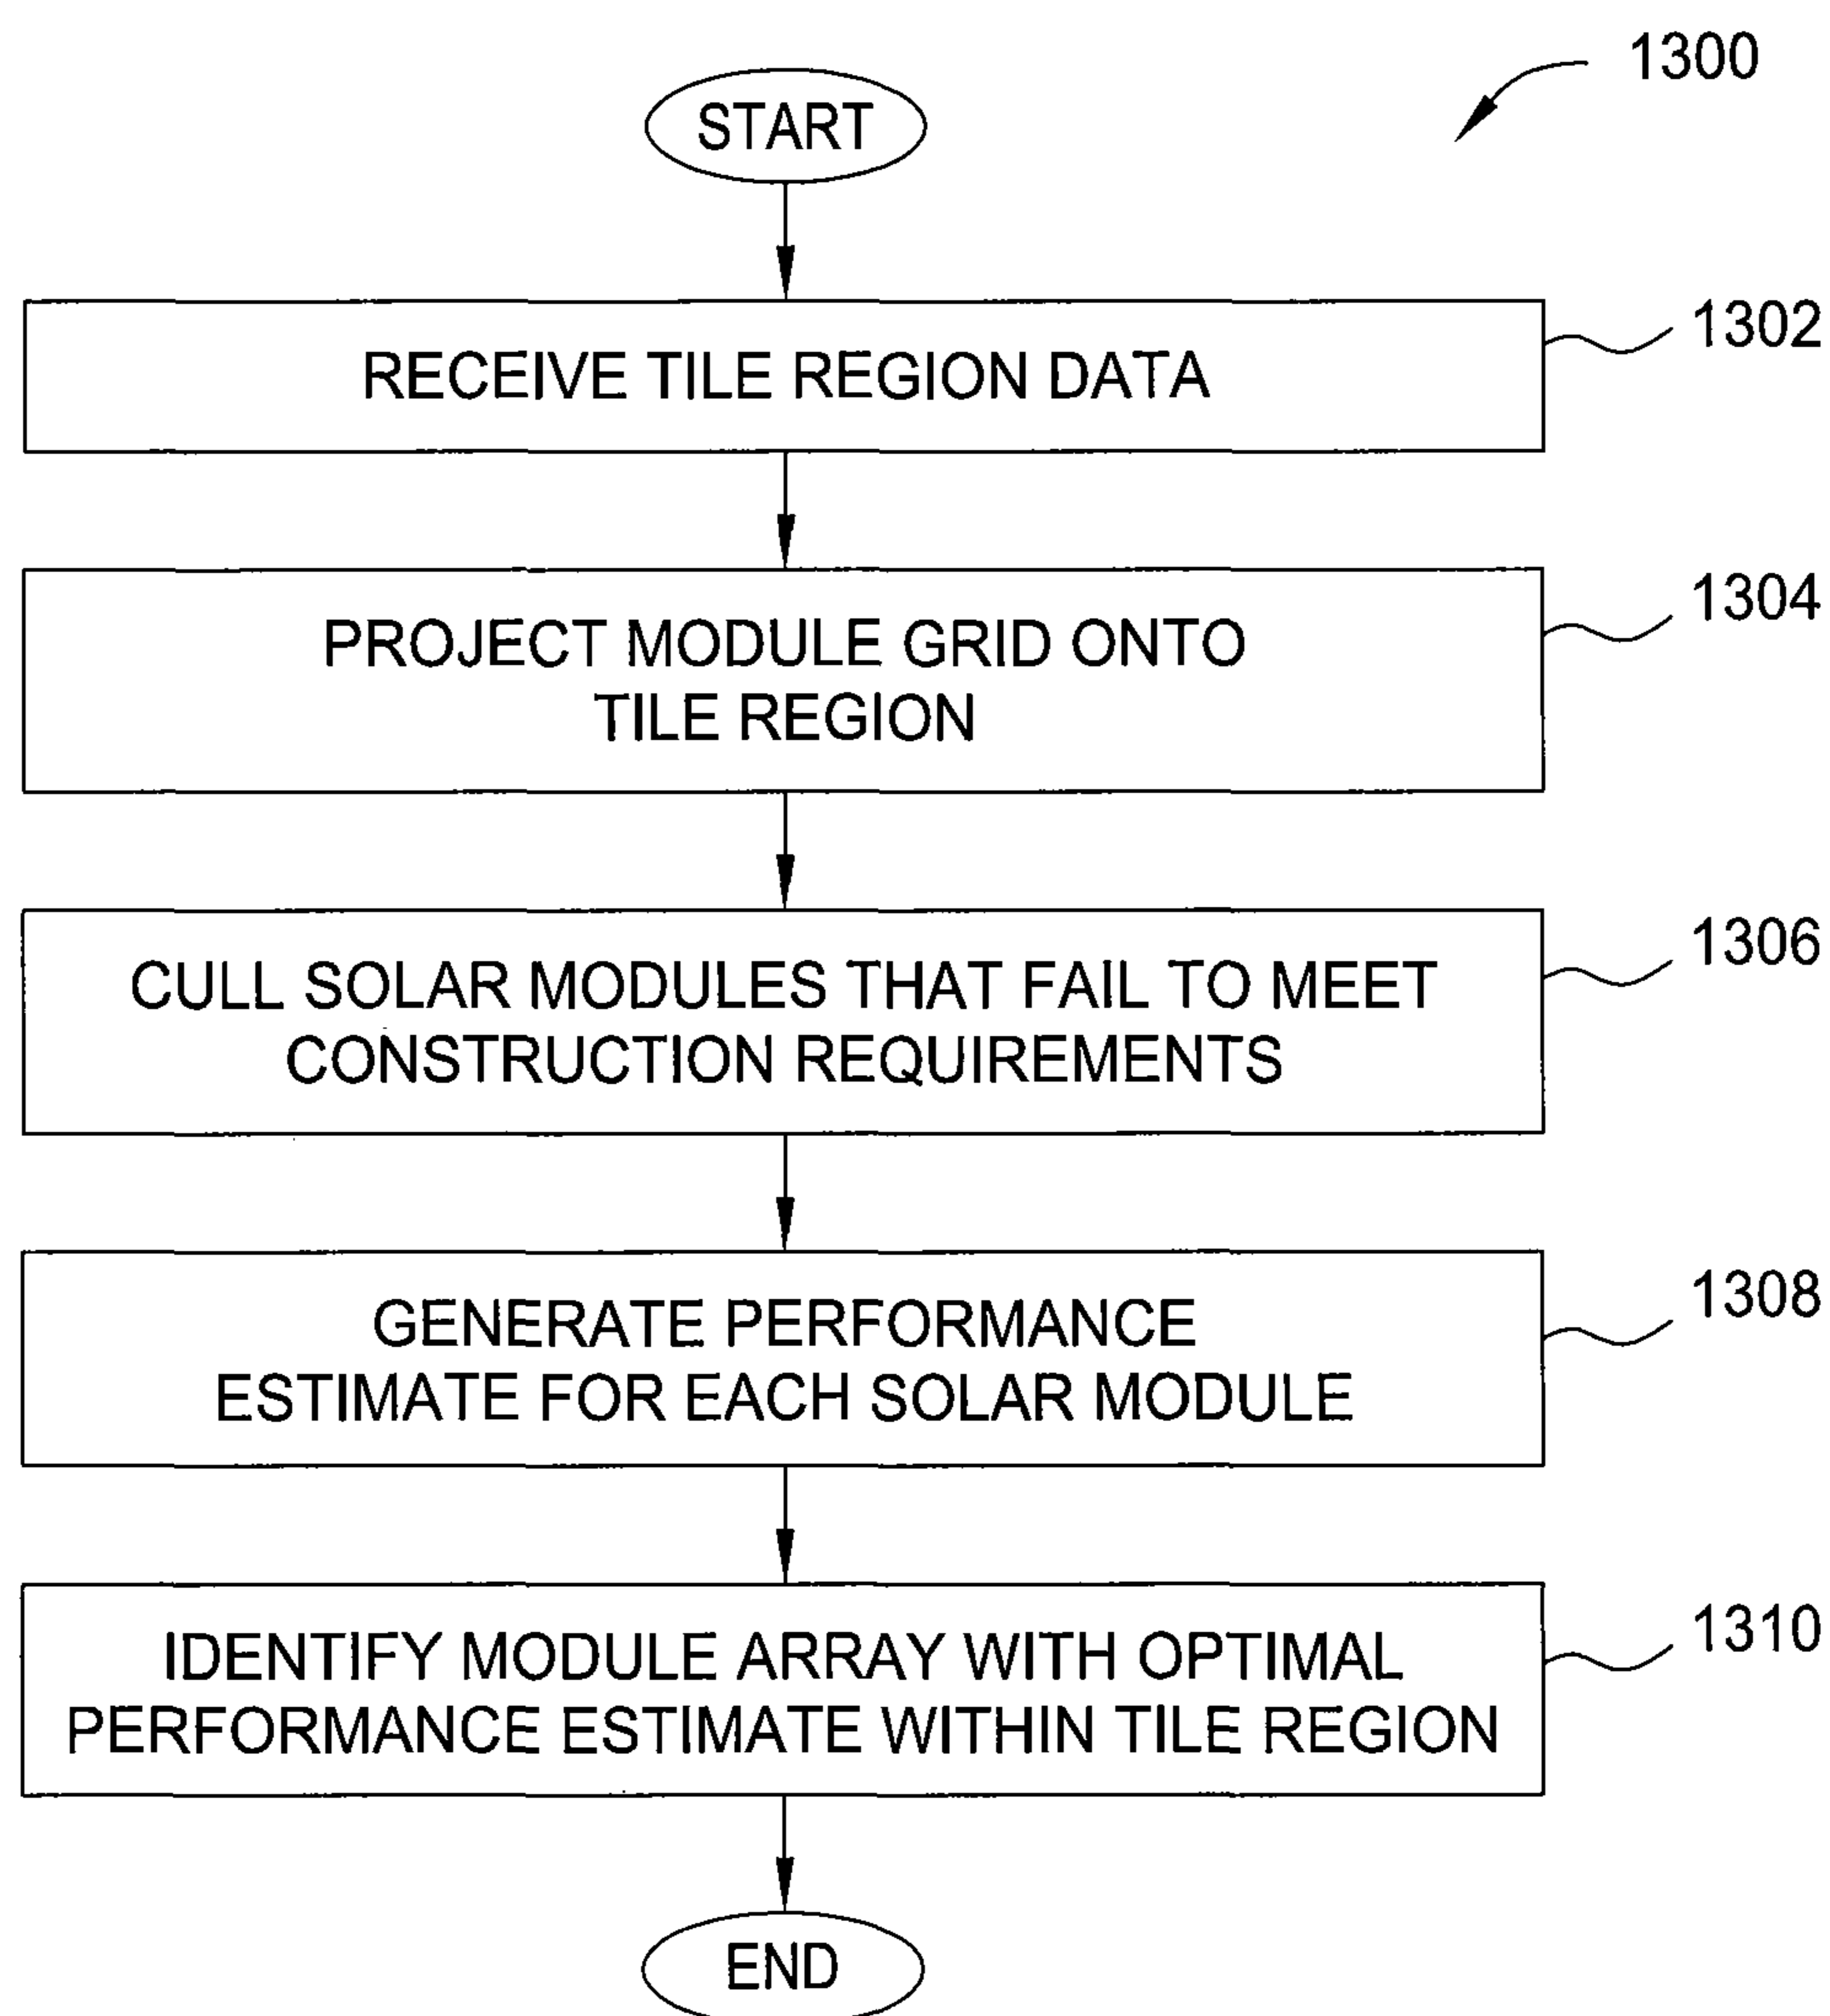 1300
START
RECEIVE TILE REGION DATA
1302
PROJECT MODULE GRID ONTO
TILE REGION
1304
CULL SOLAR MODULES THAT FAIL TO MEET
CONSTRUCTION REQUIREMENTS
1306
GENERATE PERFORMANCE
ESTIMATE FOR EACH SOLAR MODULE
1308
IDENTIFY MODULE ARRAY WITH OPTIMAL
PERFORMANCE ESTIMATE WITHIN TILE REGION
1310
END